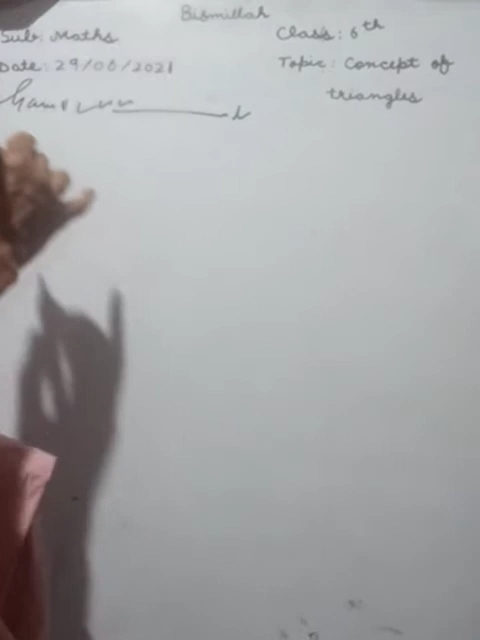 Bismillah
Sub: Maths
Class: 6th
Date: 29/06/2021
Topic: Concept of
triangles